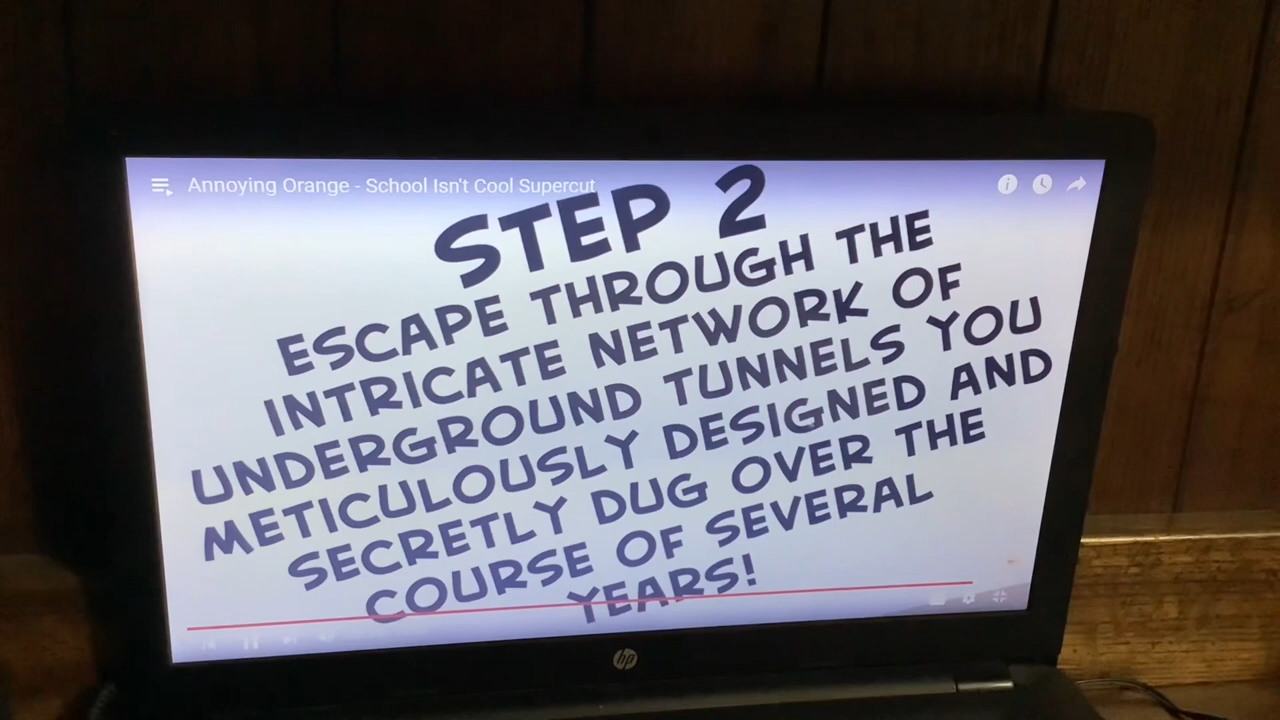 Annoying Orange - School Isn't Cool Supercut
STEP 2
ESCAPE THROUGH THE
INTRICATE NETWORK OF
UNDERGROUND TUNNELS YOU
METICULOUSLY DESIGNED AND
SECRETLY DUG OVER THE
COURSE OF SEVERAL
YEARS!
hp